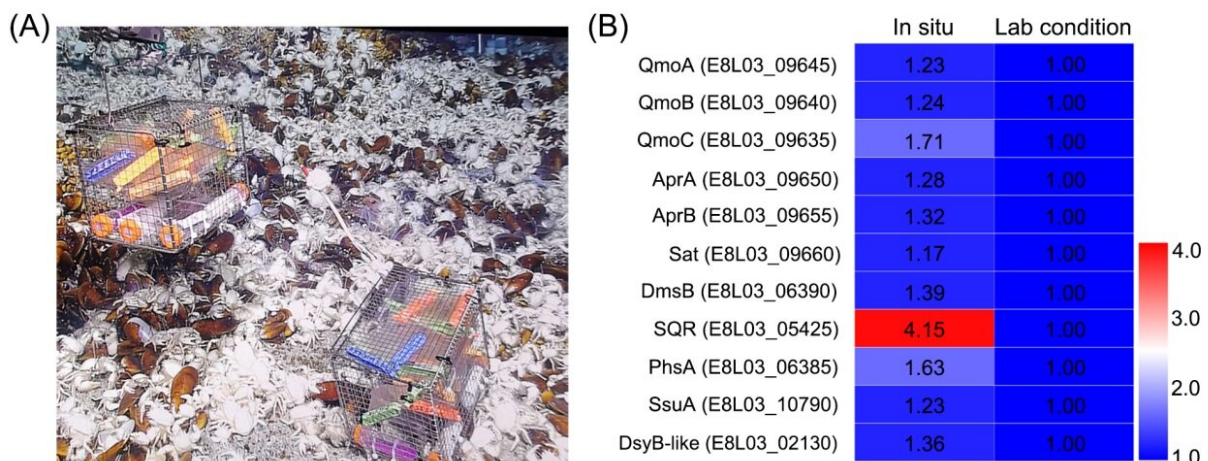 (A)
(B)
In situ Lab condition
QmoA (E8L03_09645) 1.23 1.00
QmoB (E8L03_09640) 1.24 1.00
QmoC (E8L03_09635) 1.71 1.00
AprA (E8L03_09650) 1.28 1.00
AprB (E8L03_09655) 1.32 1.00
Sat (E8L03_09660) 1.17 1.00
DmsB (E8L03_06390) 1.39 1.00
SQR (E8L03_05425) 4.15 1.00
PhsA (E8L03_06385) 1.63 1.00
SsuA (E8L03_10790) 1.23 1.00
DsyB-like (E8L03_02130) 1.36 1.00
4.0
3.0
2.0
1.0